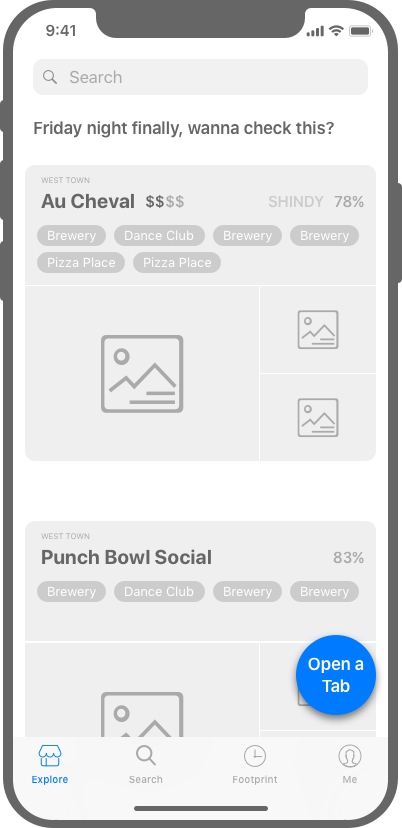 9:41
Search
Friday night finally, wanna check this?
WEST TOWN
Au Cheval $$$$ SHINDY 78%
Brewery Dance Club Brewery Brewery
Pizza Place Pizza Place
WEST TOWN
Punch Bowl Social 83%
Brewery Dance Club Brewery Brewery
Open a
Tab
Explore Search Footprint Me